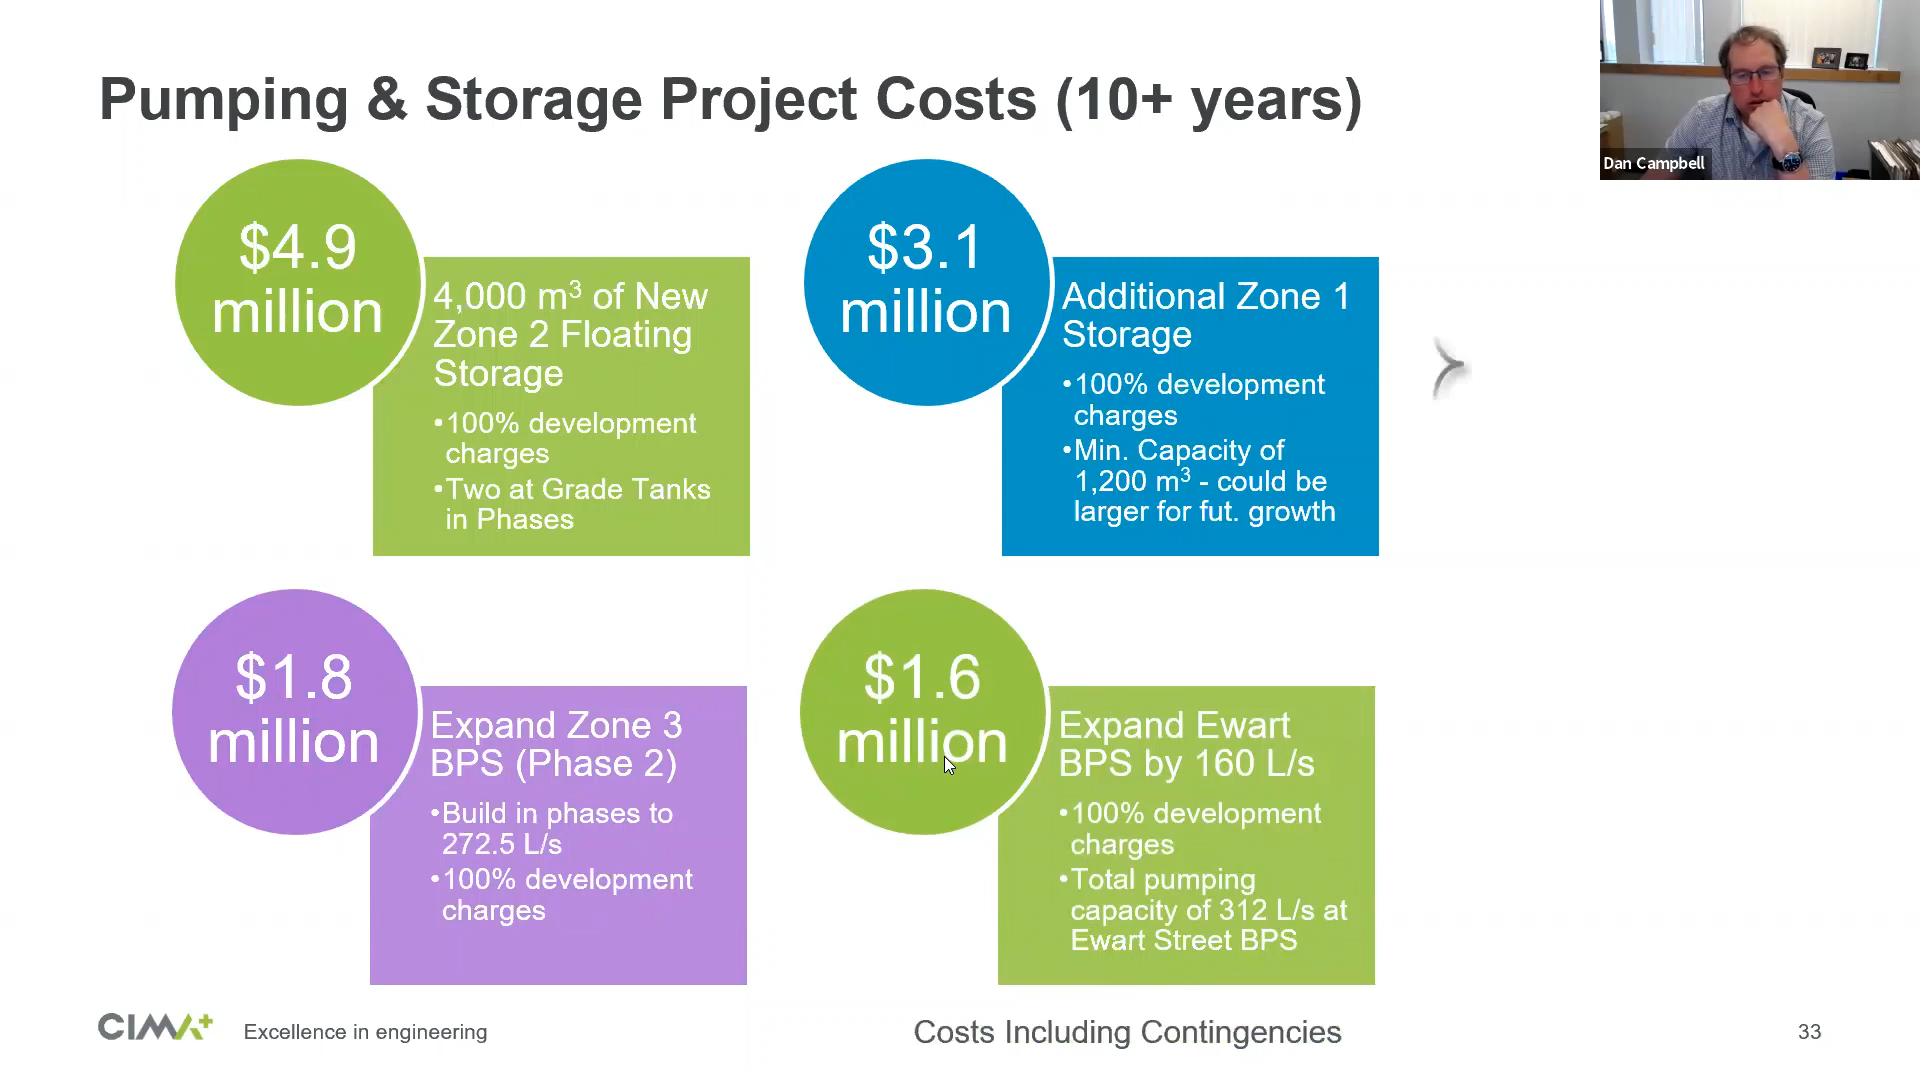 Pumping & Storage Project Costs (10+ years)
Dan Campbell
$4.9
million
4,000 m³ of New
Zone 2 Floating
Storage
•100% development
charges
•Two at Grade Tanks
in Phases
$3.1
million
Additional Zone 1
Storage
•100% development
charges
•Min. Capacity of
1,200 m³ - could be
larger for fut. growth
$1.8
million
Expand Zone 3
BPS (Phase 2)
•Build in phases to
272.5 L/s
•100% development
charges
$1.6
million
Expand Ewart
BPS by 160 L/s
•100% development
charges
•Total pumping
capacity of 312 L/s at
Ewart Street BPS
CIMA+
Excellence in engineering
Costs Including Contingencies
33